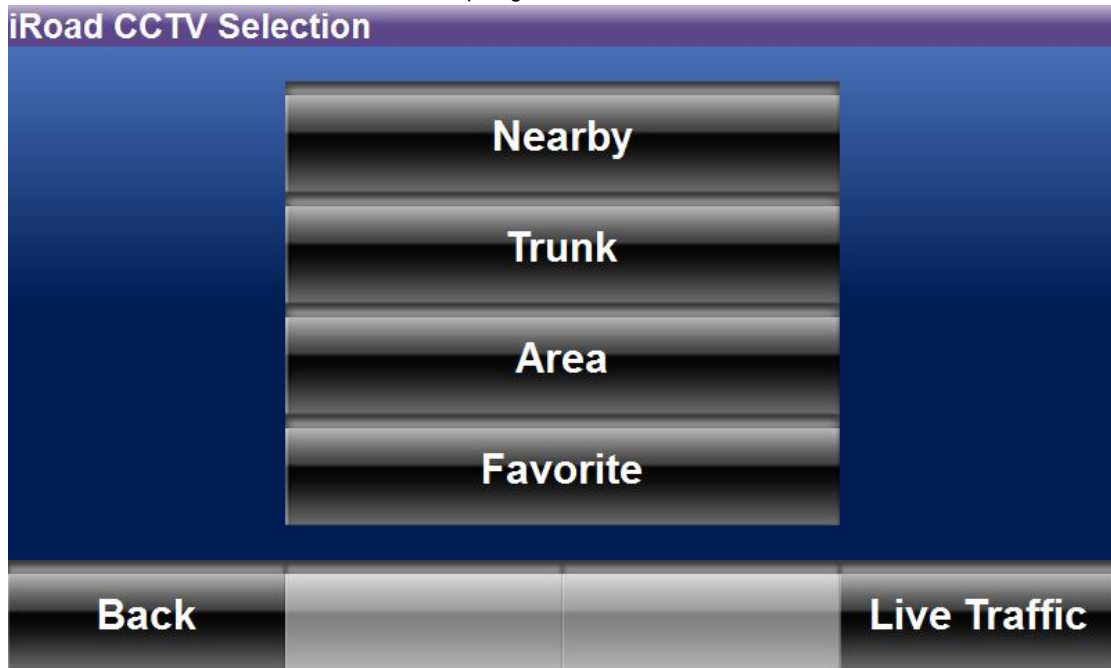 iRoad CCTV Selection
Nearby
Trunk
Area
Favorite
Back
Live Traffic